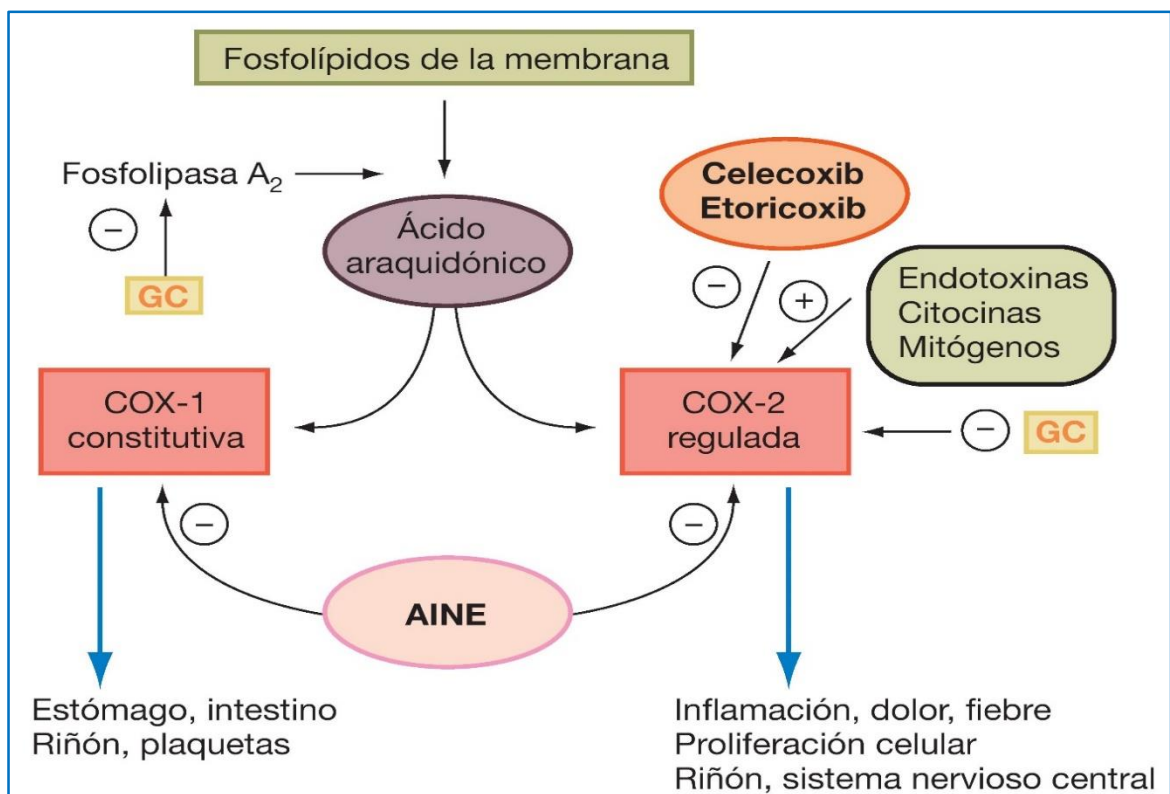 Fosfolípidos de la membrana
Fosfolipasa A₂
−
GC
Ácido
araquidónico
Celecoxib
Etoricoxib
−
+
Endotoxinas
Citocinas
Mitógenos
COX-1
constitutiva
COX-2
regulada
−
GC
−
−
AINE
Estómago, intestino
Riñón, plaquetas
Inflamación, dolor, fiebre
Proliferación celular
Riñón, sistema nervioso central